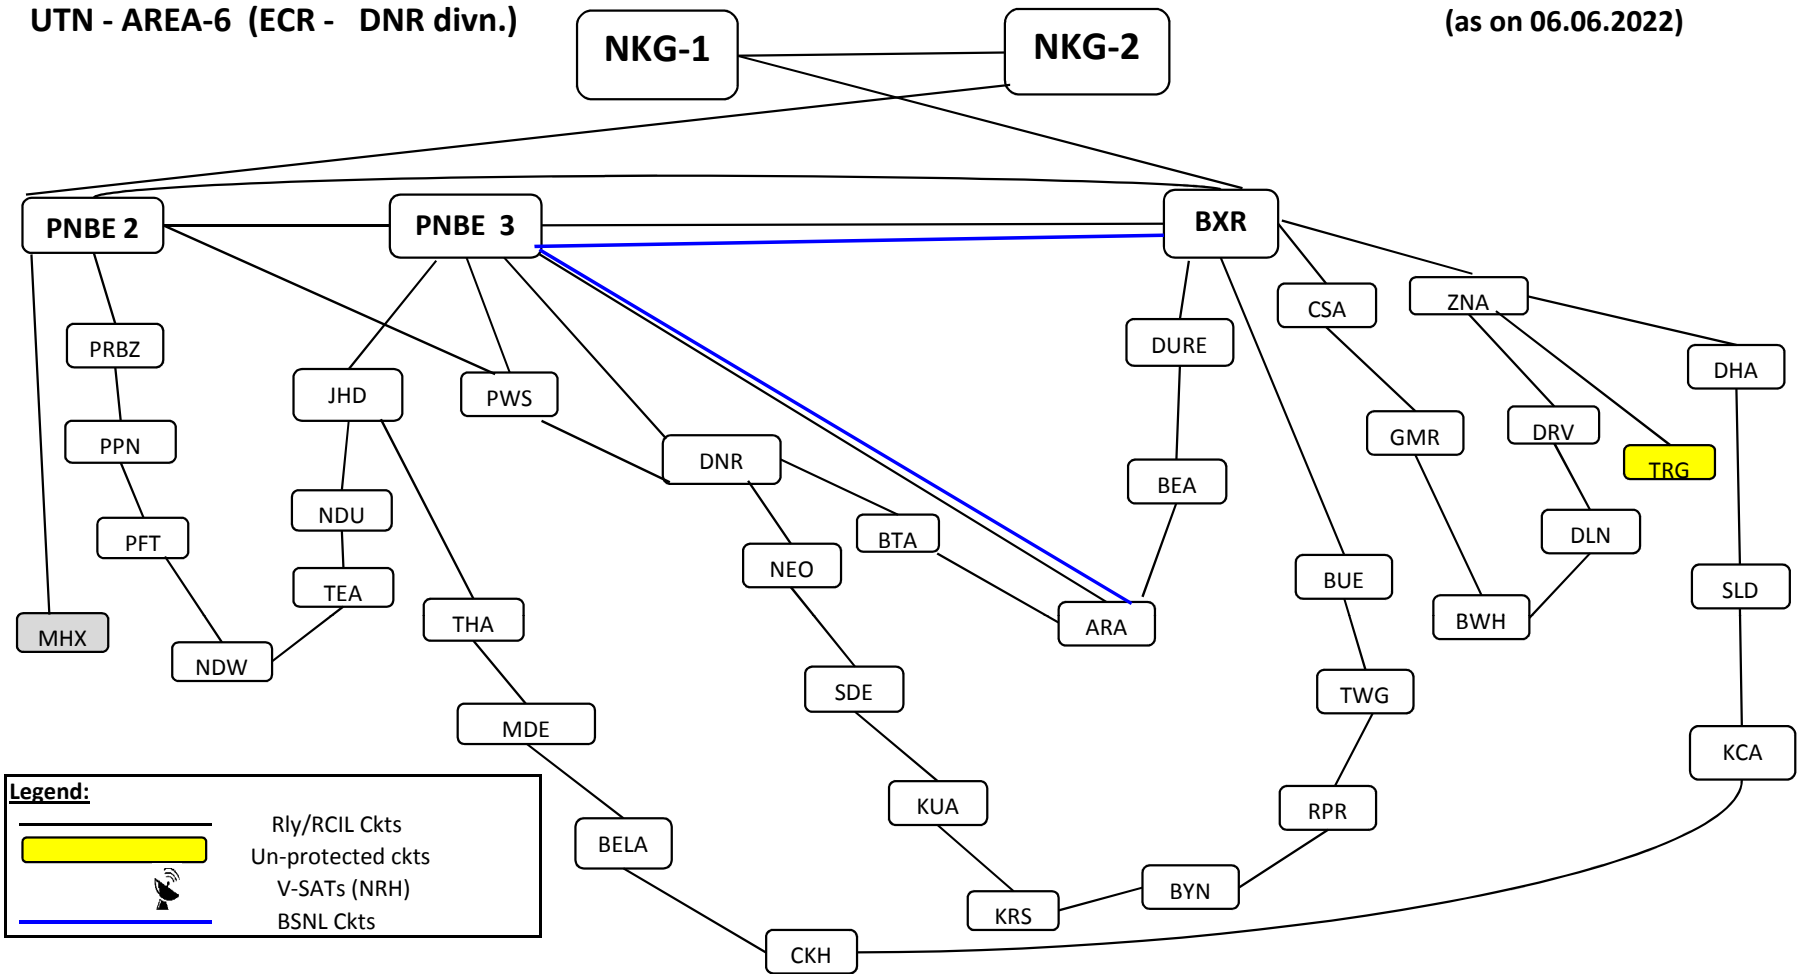 UTN - AREA-6 (ECR - DNR divn.)
(as on 06.06.2022)
NKG-1
NKG-2
PNBE 2
PNBE 3
BXR
PRBZ
JHD
PWS
DURE
CSA
ZNA
DHA
PPN
DNR
GMR
DRV
TRG
NDU
BEA
PFT
BTA
DLN
TEA
NEO
BUE
SLD
MHX
THA
ARA
BWH
NDW
SDE
TWG
MDE
KCA
KUA
RPR
BELA
BYN
KRS
CKH
Legend:
Rly/RCIL Ckts
Un-protected ckts
V-SATs (NRH)
BSNL Ckts